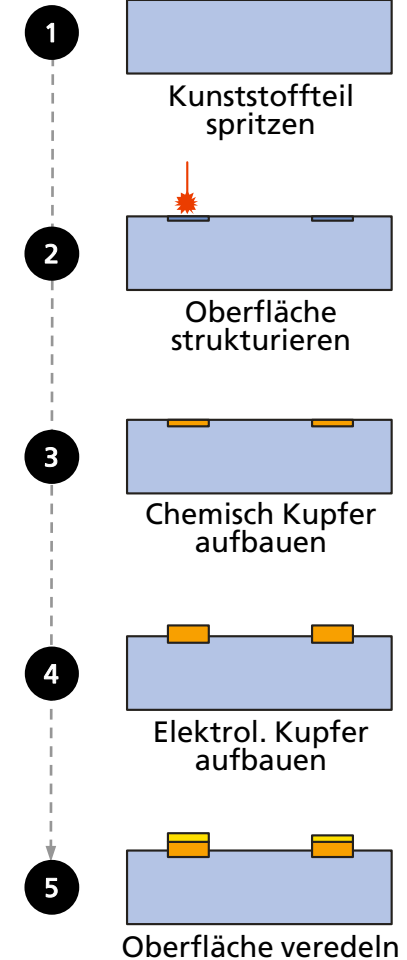 1
Kunststoffteil
spritzen
2
Oberfläche
strukturieren
3
Chemisch Kupfer
aufbauen
4
Elektrol. Kupfer
aufbauen
5
Oberfläche veredeln